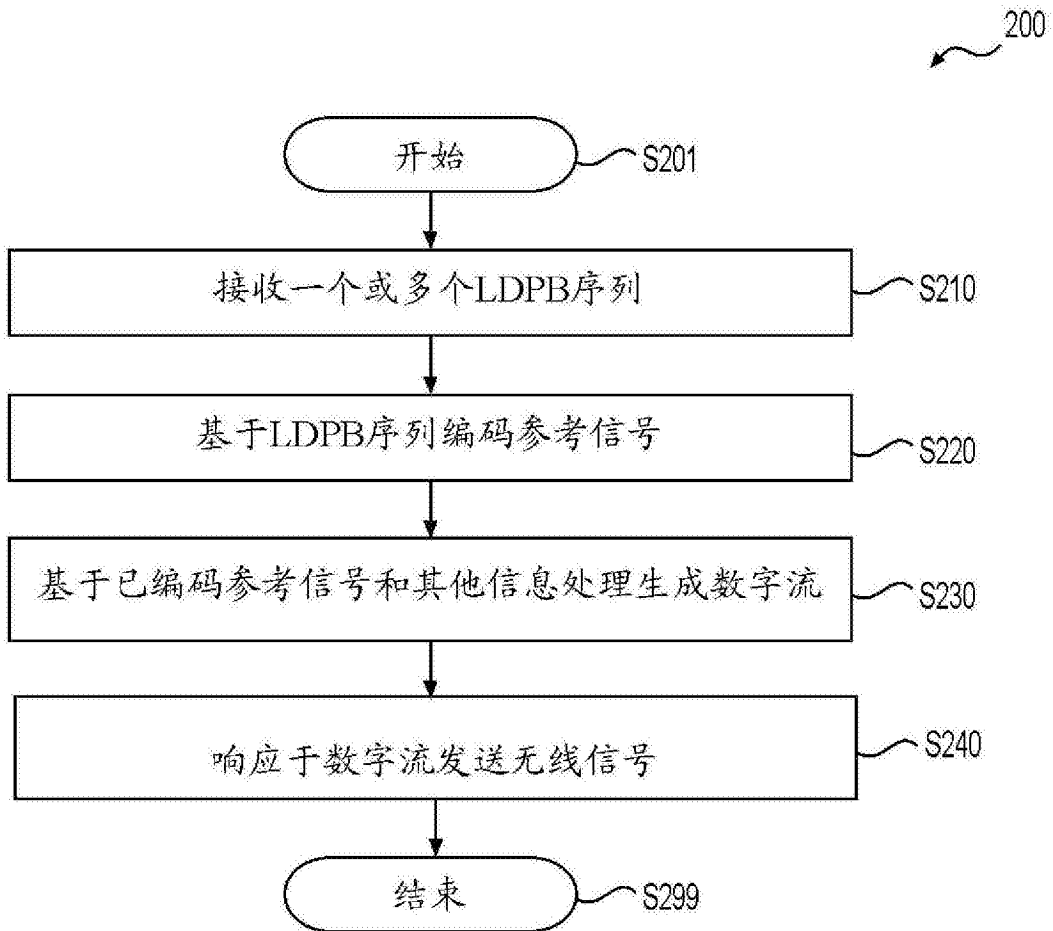 200
开始
S201
接收一个或多个LDPB序列
S210
基于LDPB序列编码参考信号
S220
基于已编码参考信号和其他信息处理生成数字流
S230
响应于数字流发送无线信号
S240
结束
S299